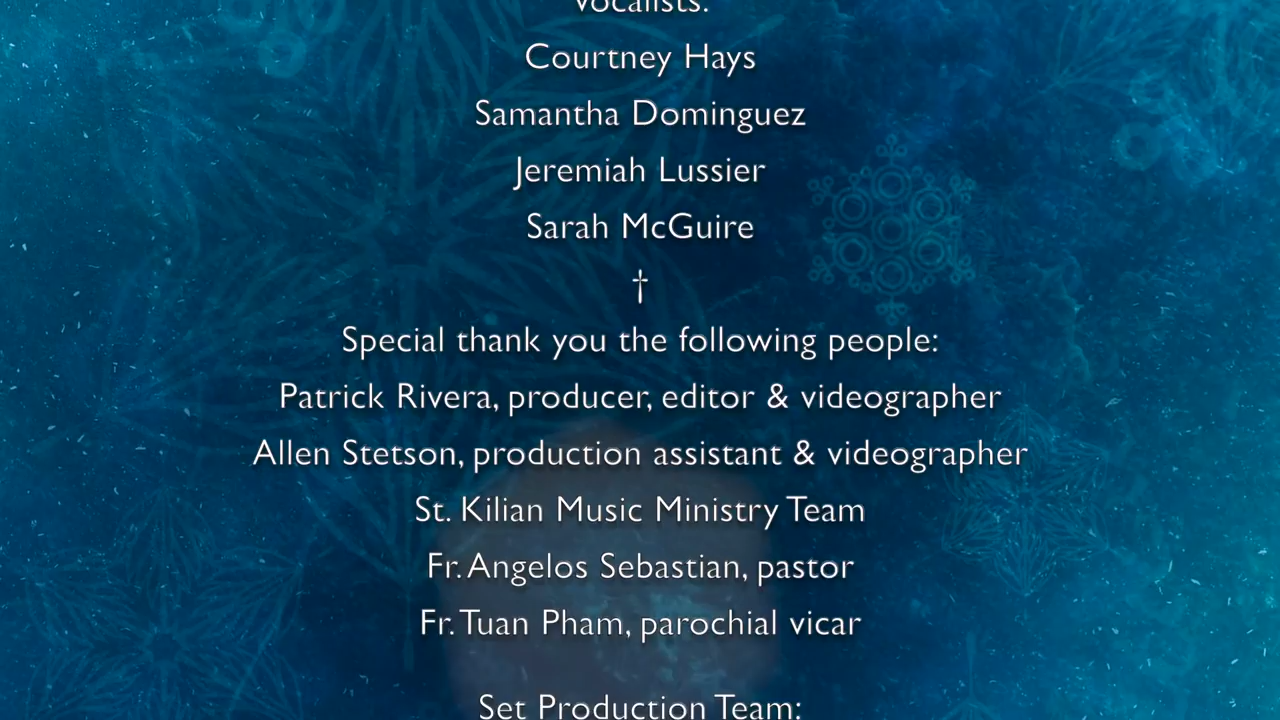 Vocalists:
Courtney Hays
Samantha Dominguez
Jeremiah Lussier
Sarah McGuire
†
Special thank you the following people:
Patrick Rivera, producer, editor & videographer
Allen Stetson, production assistant & videographer
St. Kilian Music Ministry Team
Fr. Angelos Sebastian, pastor
Fr. Tuan Pham, parochial vicar
Set Production Team: